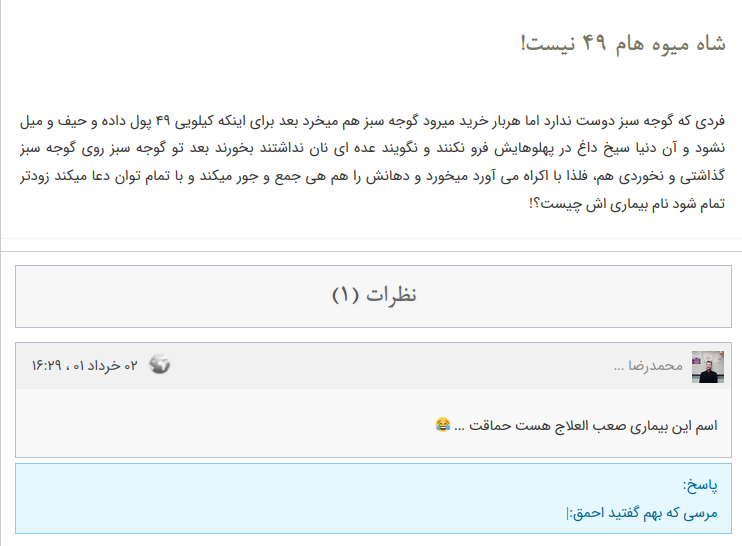 شاه میوه هام ۴۹ نیست!
فردی که گوجه سبز دوست ندارد اما هربار خرید میرود گوجه سبز هم میخرد بعد برای اینکه کیلویی ۴۹ پول داده و حیف و میل
نشود و آن دنیا سیخ داغ در پهلوهایش فرو نکنند و نگویند عده ای نان نداشتند بخورند بعد تو گوجه سبز روی گوجه سبز
گذاشتی و نخوردی هم، فلذا با اکراه می آورد میخورد و دهانش را هم هی جمع و جور میکند و با تمام توان دعا میکند زودتر
تمام شود نام بیماری اش چیست؟!
نظرات (۱)
محمدرضا ...
۰۲ خرداد ۰۱ ، ۱۶:۲۹
اسم این بیماری صعب العلاج هست حماقت ... 😂
پاسخ:
مرسی که بهم گفتید احمق:|